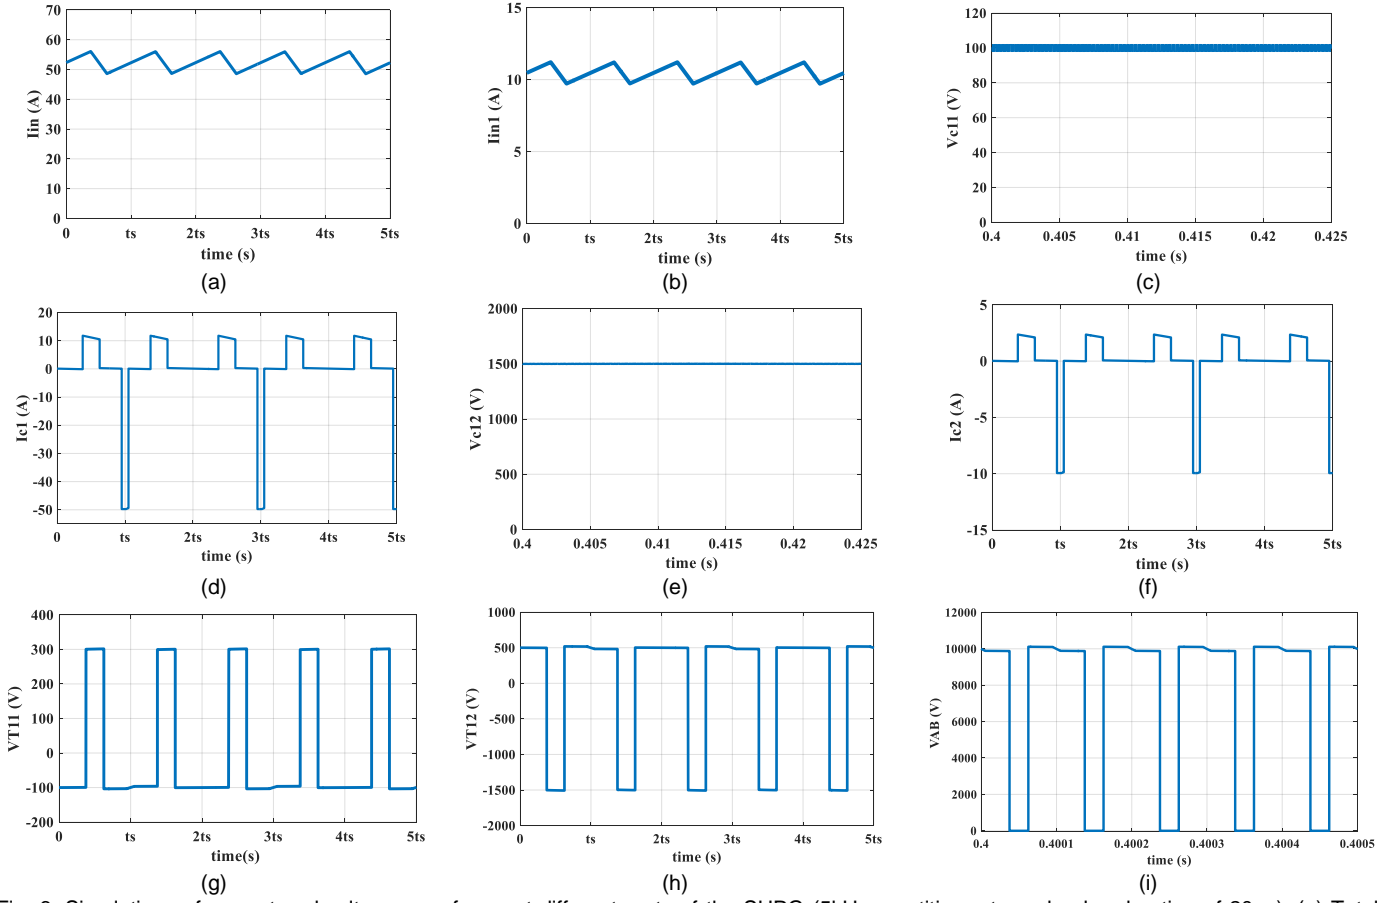 70
60
50
40
30
20
10
0
Iin (A)
0 ts 2ts 3ts 4ts 5ts
time (s)
(a)
15
10
5
0
Iin1 (A)
0 ts 2ts 3ts 4ts 5ts
time (s)
(b)
120
100
80
60
40
20
0
Vc11 (V)
0.4 0.405 0.41 0.415 0.42 0.425
time (s)
(c)
20
10
0
-10
-20
-30
-40
-50
Ic1 (A)
0 ts 2ts 3ts 4ts 5ts
time (s)
(d)
2000
1500
1000
500
0
Vc12 (V)
0.4 0.405 0.41 0.415 0.42 0.425
time (s)
(e)
5
0
-5
-10
-15
Ic2 (A)
0 ts 2ts 3ts 4ts 5ts
time (s)
(f)
400
300
200
100
0
-100
-200
VT11 (V)
0 ts 2ts 3ts 4ts 5ts
time(s)
(g)
1000
500
0
-500
-1000
-1500
-2000
VT12 (V)
0 ts 2ts 3ts 4ts 5ts
time (s)
(h)
12000
10000
8000
6000
4000
2000
0
VAB (V)
0.4 0.4001 0.4002 0.4003 0.4004 0.4005
time (s)
(i)